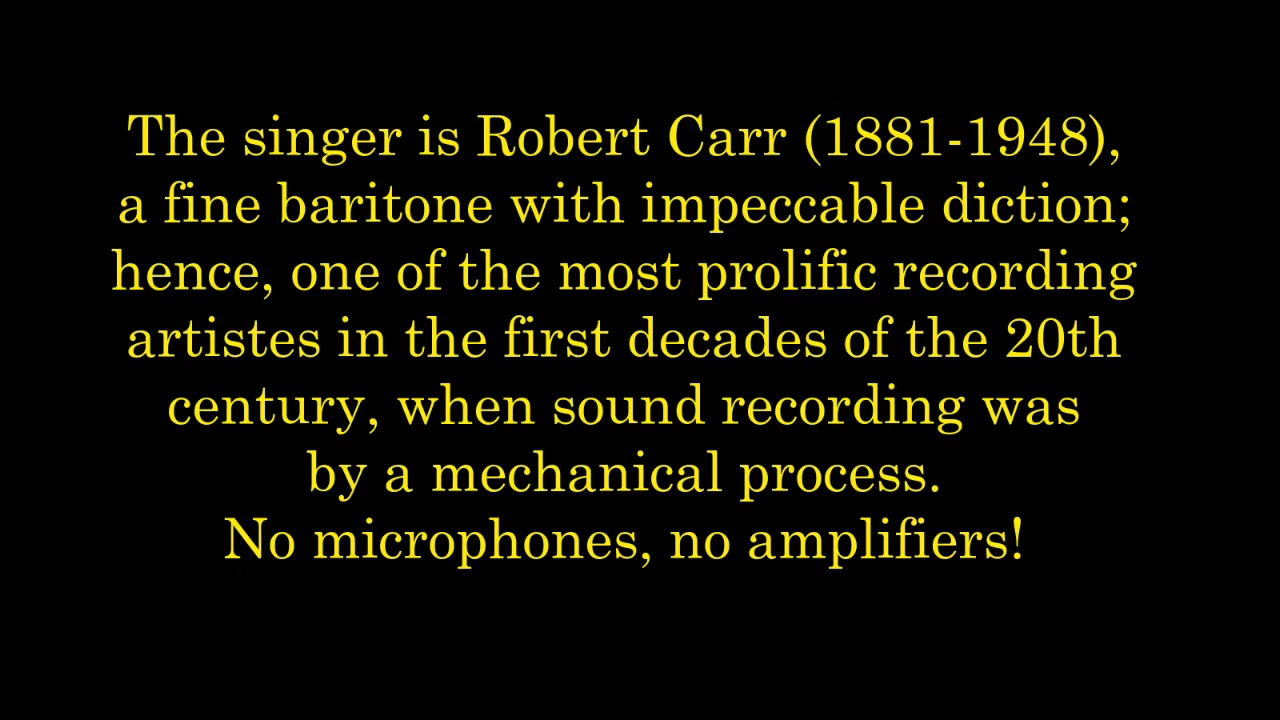 The singer is Robert Carr (1881-1948),
a fine baritone with impeccable diction;
hence, one of the most prolific recording
artistes in the first decades of the 20th
century, when sound recording was
by a mechanical process.
No microphones, no amplifiers!